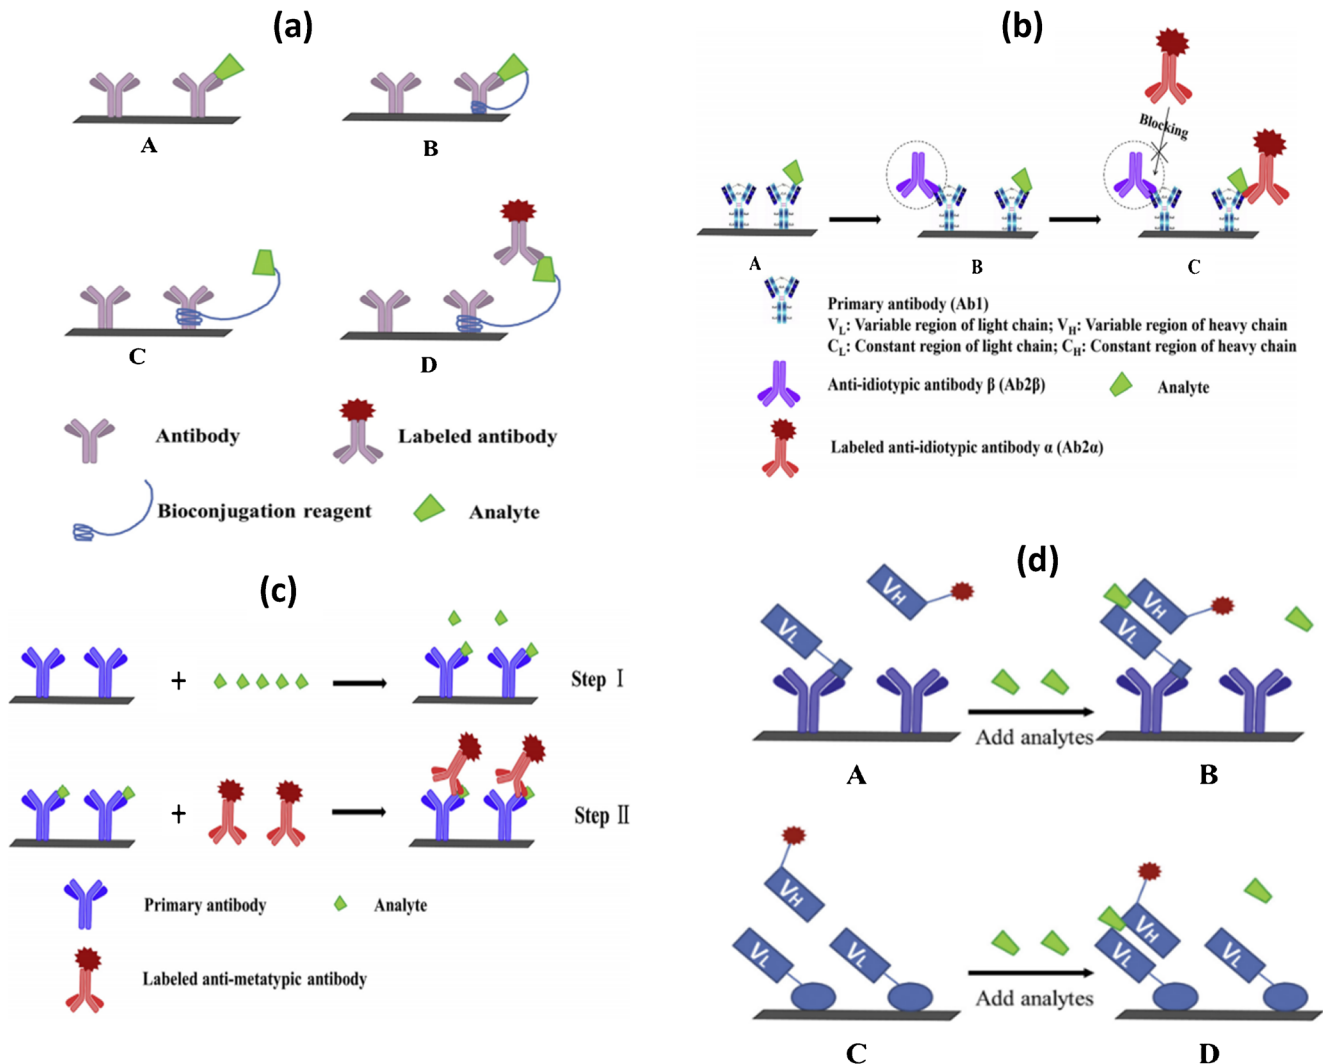 (a)
A
B
C
D
Antibody
Labeled antibody
Bioconjugation reagent
Analyte
(b)
Blocking
A
B
C
Primary antibody (Ab1)
VL: Variable region of light chain; VH: Variable region of heavy chain
CL: Constant region of light chain; CH: Constant region of heavy chain
Anti-idiotypic antibody β (Ab2β)
Analyte
Labeled anti-idiotypic antibody α (Ab2α)
(c)
+
Step I
+
Step II
Primary antibody
Analyte
Labeled anti-metatypic antibody
(d)
VH
VL
VH
VL
Add analytes
A
B
VH
VL
VL
VH
VL
VL
Add analytes
C
D